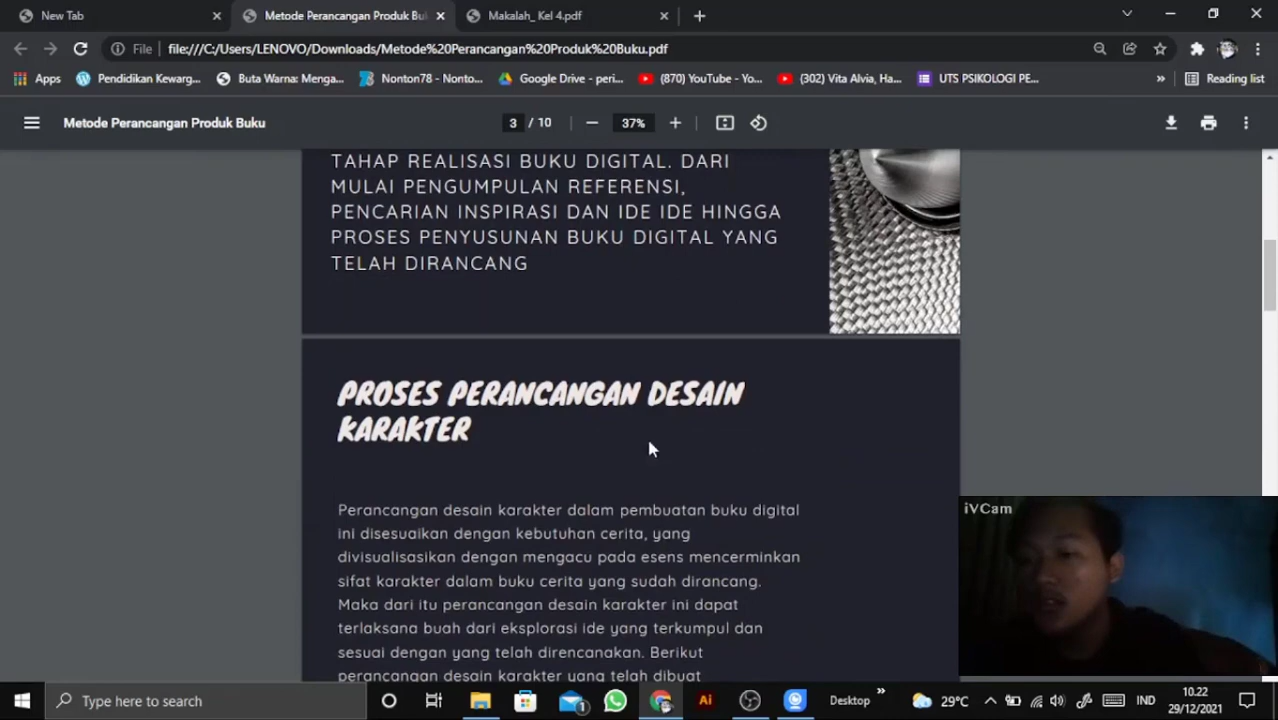 New Tab
Metode Perancangan Produk Bu
Makalah_ Kel 4.pdf
File
file:///C:/Users/LENOVO/Downloads/Metode%20Perancangan%20Produk%20Buku.pdf
Apps
Pendidikan Kewarg...
Buta Warna: Menga...
Nonton78 - Nonto...
Google Drive - peri...
(870) YouTube - Yo...
(302) Vita Alvia, Ha...
UTS PSIKOLOGI PE...
»
Reading list
Metode Perancangan Produk Buku
3 / 10
37%
TAHAP REALISASI BUKU DIGITAL. DARI
MULAI PENGUMPULAN REFERENSI,
PENCARIAN INSPIRASI DAN IDE IDE HINGGA
PROSES PENYUSUNAN BUKU DIGITAL YANG
TELAH DIRANCANG
PROSES PERANCANGAN DESAIN
KARAKTER
Perancangan desain karakter dalam pembuatan buku digital
ini disesuaikan dengan kebutuhan cerita, yang
divisualisasikan dengan mengacu pada esens mencerminkan
sifat karakter dalam buku cerita yang sudah dirancang.
Maka dari itu perancangan desain karakter ini dapat
terlaksana buah dari eksplorasi ide yang terkumpul dan
sesuai dengan yang telah direncanakan. Berikut
perancangan desain karakter yang telah dibuat
iVCam
Type here to search
1
Ai
Desktop
»
29°C
IND
10.22
29/12/2021